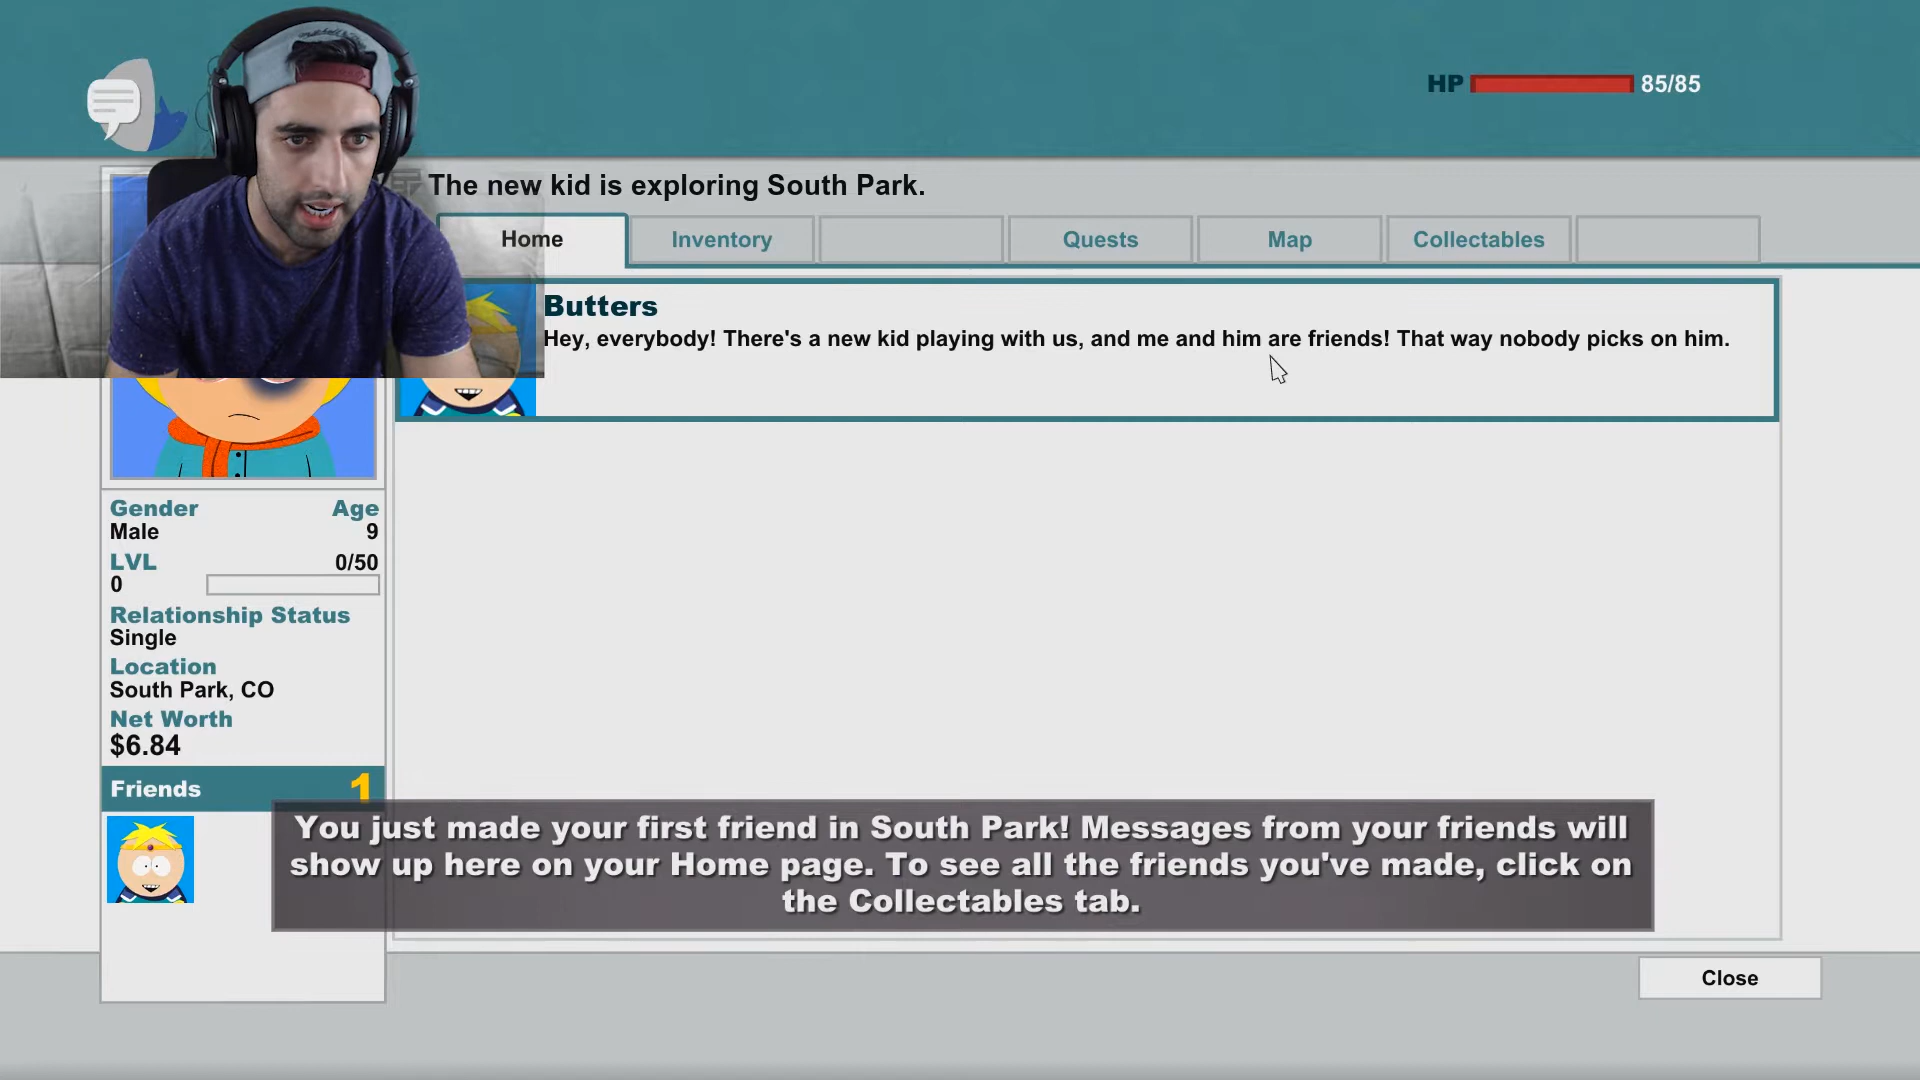 HP 85/85
The new kid is exploring South Park.
Home Inventory Quests Map Collectables
Butters
Hey, everybody! There's a new kid playing with us, and me and him are friends! That way nobody picks on him.
Gender Age
Male 9
LVL 0/50
0
Relationship Status
Single
Location
South Park, CO
Net Worth
$6.84
Friends 1
You just made your first friend in South Park! Messages from your friends will
show up here on your Home page. To see all the friends you've made, click on
the Collectables tab.
Close